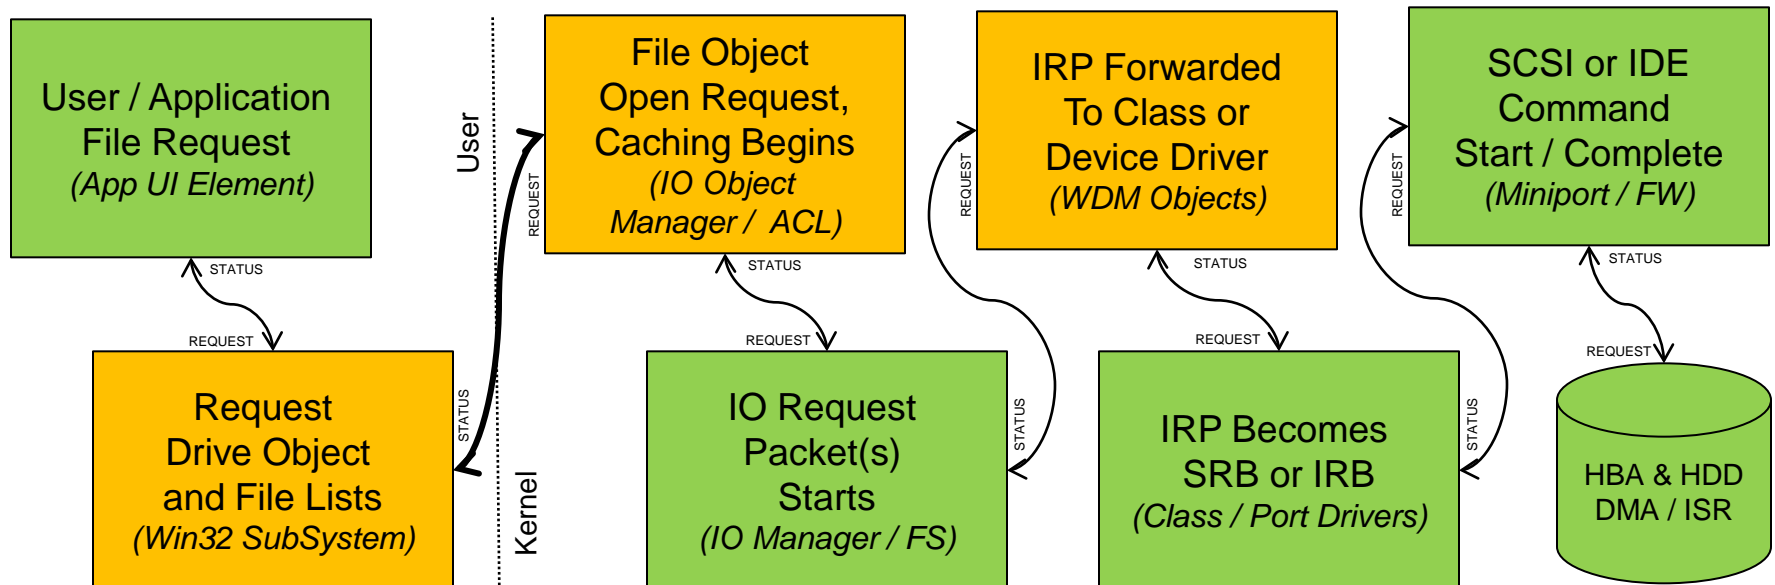 User / Application
File Request
(App UI Element)
STATUS
REQUEST
Request
Drive Object
and File Lists
(Win32 SubSystem)
STATUS
User
Kernel
REQUEST
File Object
Open Request,
Caching Begins
(IO Object
Manager /  ACL)
STATUS
REQUEST
IO Request
Packet(s)
Starts
(IO Manager / FS)
STATUS
REQUEST
IRP Forwarded
To Class or
Device Driver
(WDM Objects)
STATUS
REQUEST
IRP Becomes
SRB or IRB
(Class / Port Drivers)
STATUS
REQUEST
SCSI or IDE
Command
Start / Complete
(Miniport / FW)
STATUS
REQUEST
HBA & HDD
DMA / ISR